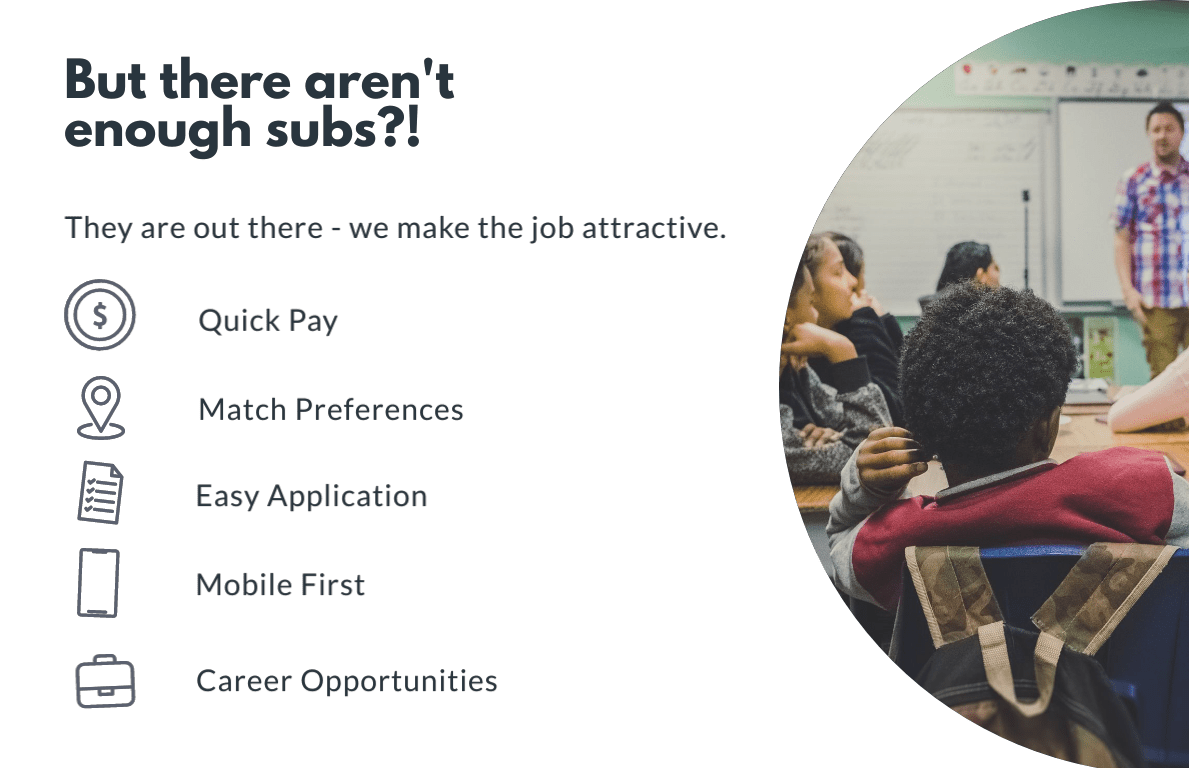 But there aren't
enough subs?!
They are out there - we make the job attractive.
$
Quick Pay
Match Preferences
Easy Application
Mobile First
Career Opportunities